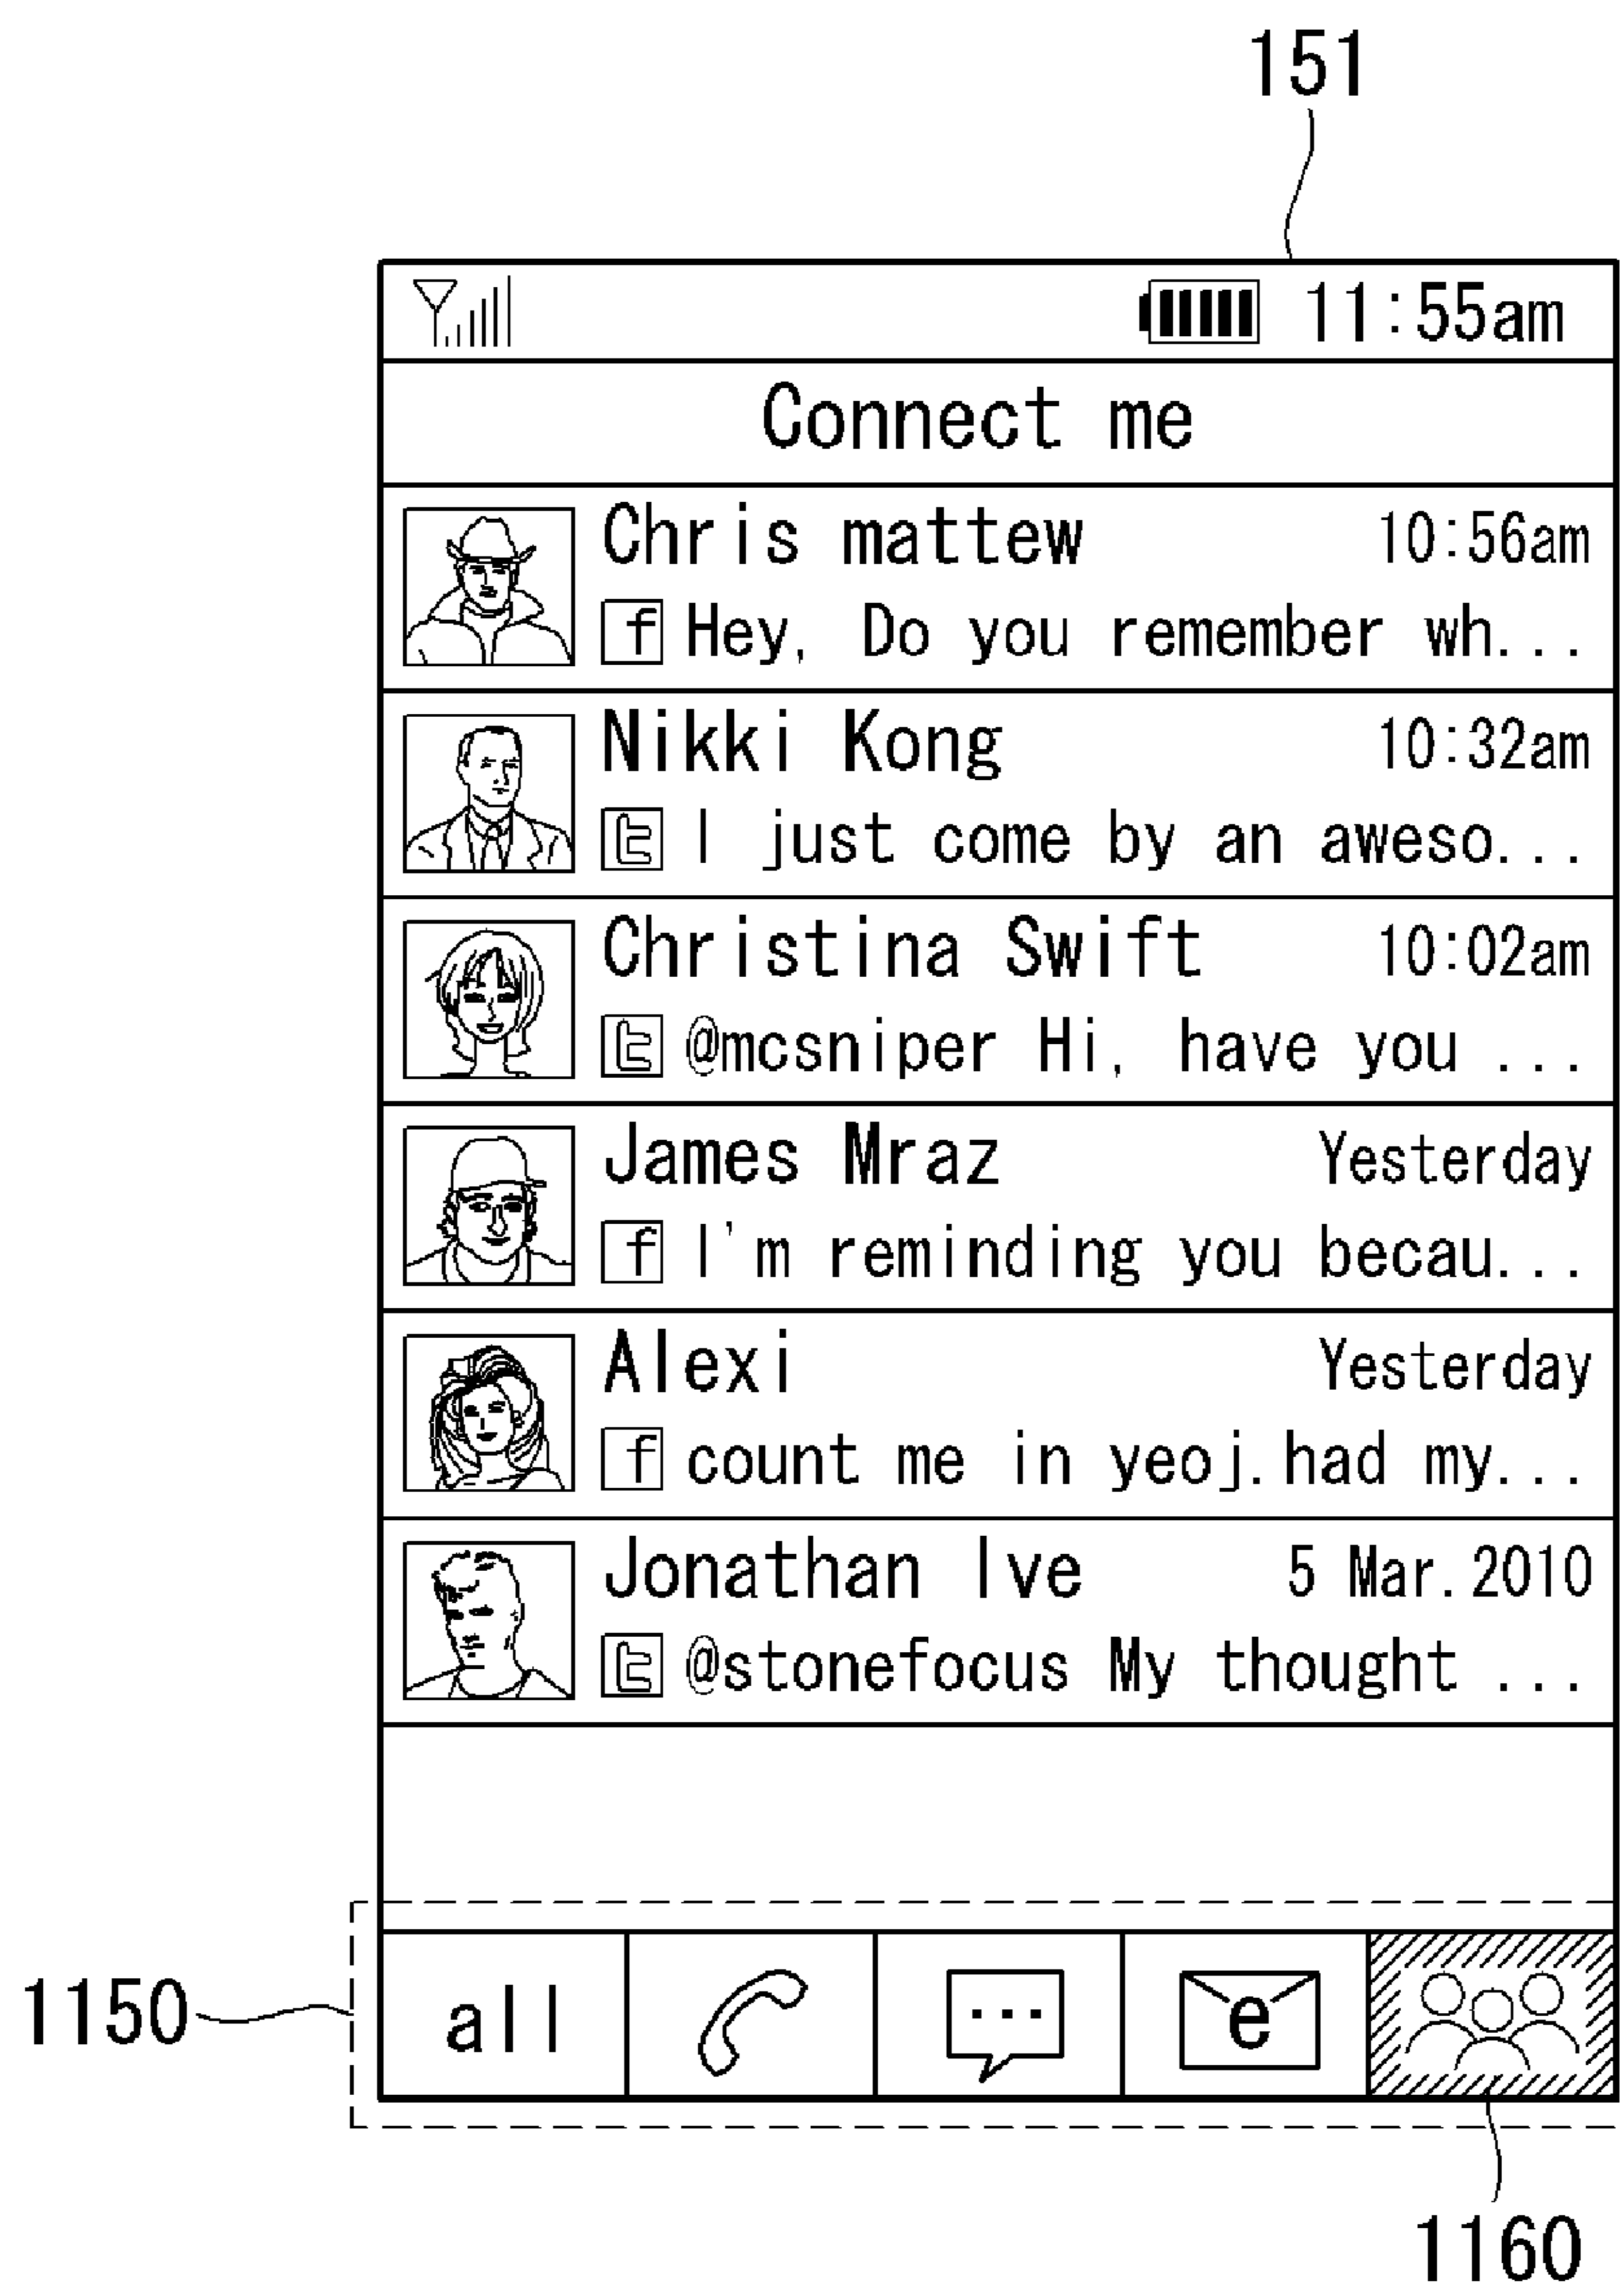 151
11:55am
Connect me
Chris mattew 10:56am
f Hey, Do you remember wh...
Nikki Kong 10:32am
t I just come by an aweso...
Christina Swift 10:02am
t @mcsniper Hi, have you ...
James Mraz Yesterday
f I'm reminding you becau...
Alexi Yesterday
f count me in yeoj.had my...
Jonathan Ive 5 Mar.2010
t @stonefocus My thought ...
1150 all ... e
1160